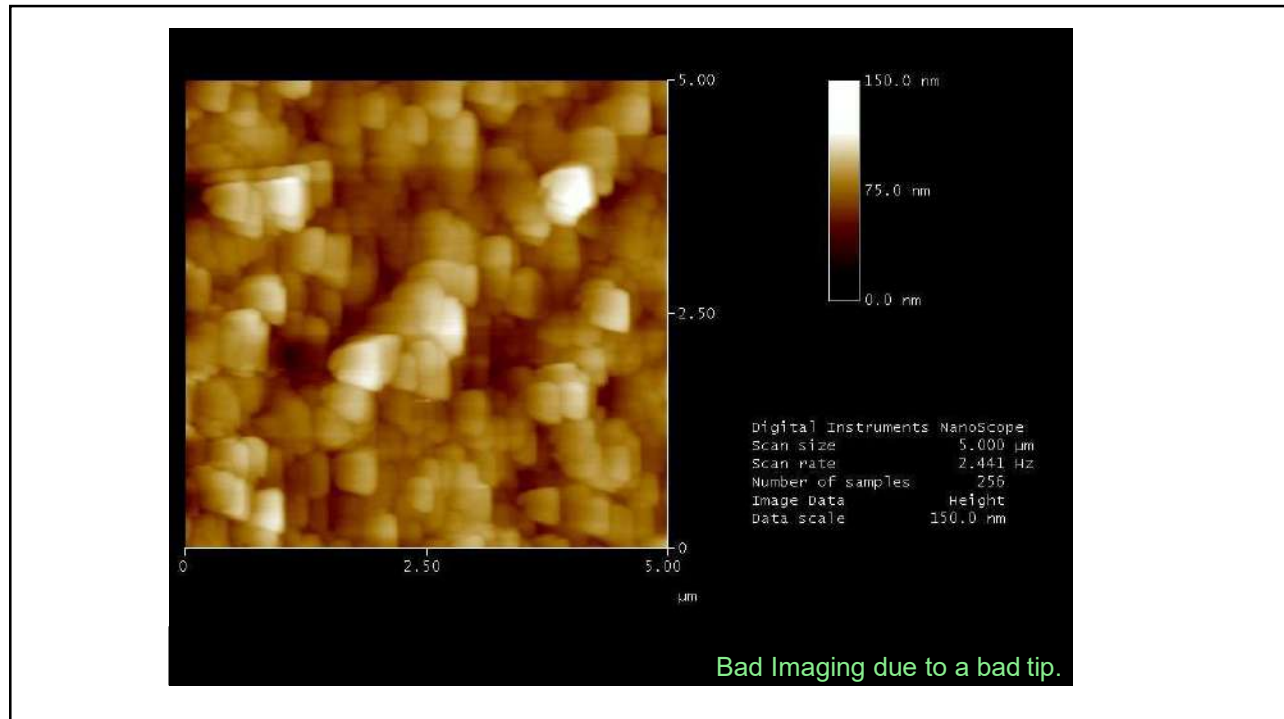 5.00
150.0 nm
75.0 nm
0.0 nm
2.50
0
0 2.50 5.00
µm
Digital Instruments NanoScope
Scan size 5.000 µm
Scan rate 2.441 Hz
Number of samples 256
Image Data Height
Data scale 150.0 nm
Bad Imaging due to a bad tip.